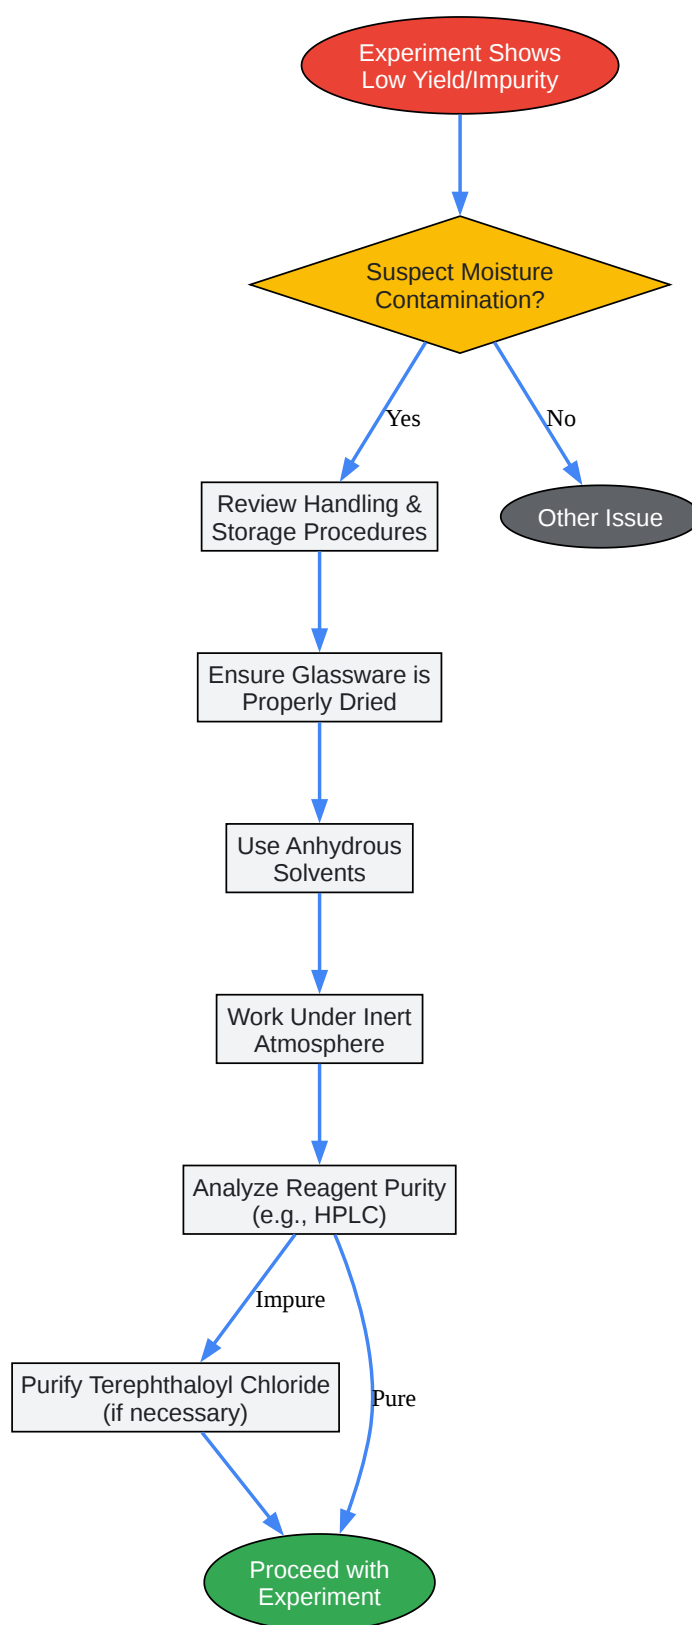 Experiment Shows
Low Yield/Impurity
Suspect Moisture
Contamination?
Yes
No
Review Handling &
Storage Procedures
Other Issue
Ensure Glassware is
Properly Dried
Use Anhydrous
Solvents
Work Under Inert
Atmosphere
Analyze Reagent Purity
(e.g., HPLC)
Impure
Purify Terephthaloyl Chloride
(if necessary)
Pure
Proceed with
Experiment